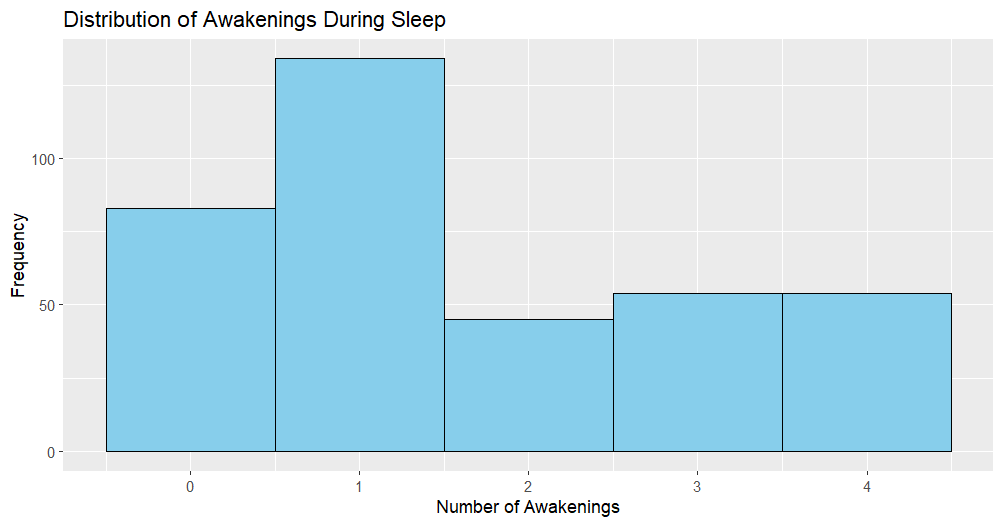 Distribution of Awakenings During Sleep
100
50
0
Frequency
0 1 2 3 4
Number of Awakenings